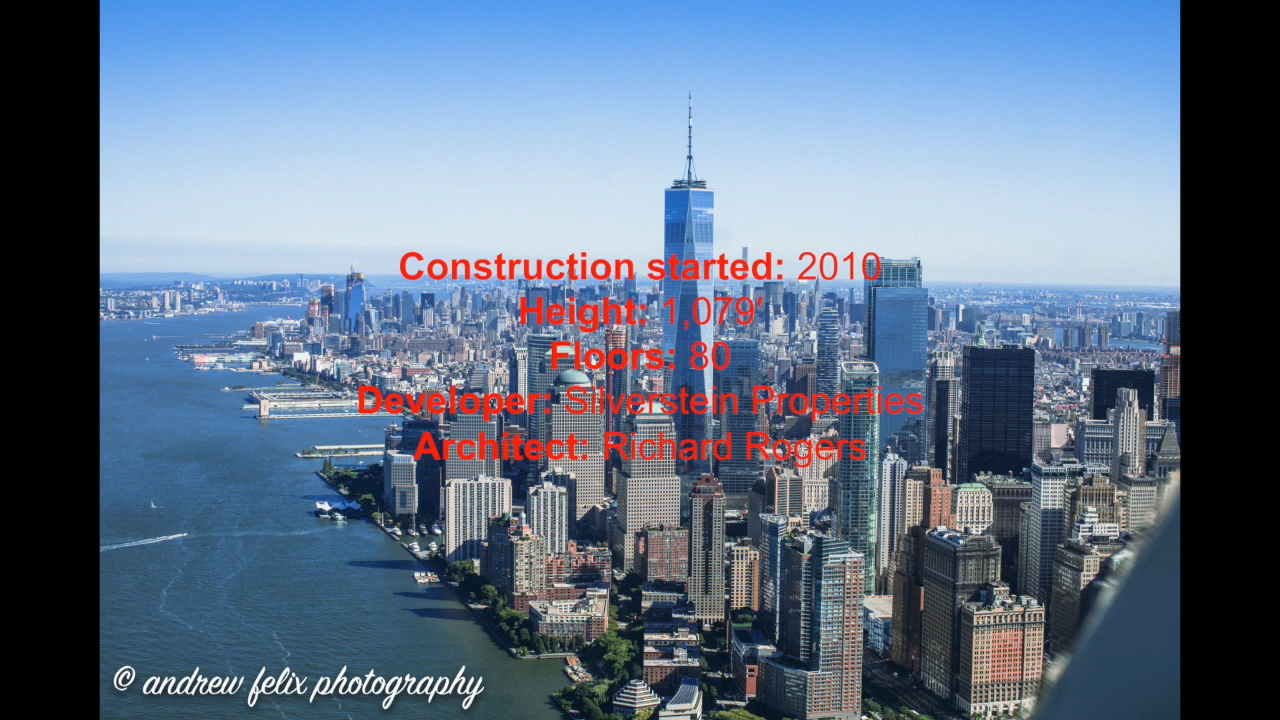 Construction started: 2010
Height: 1,079′
Floors: 80
Developer: Silverstein Properties
Architect: Richard Rogers
© andrew felix photography